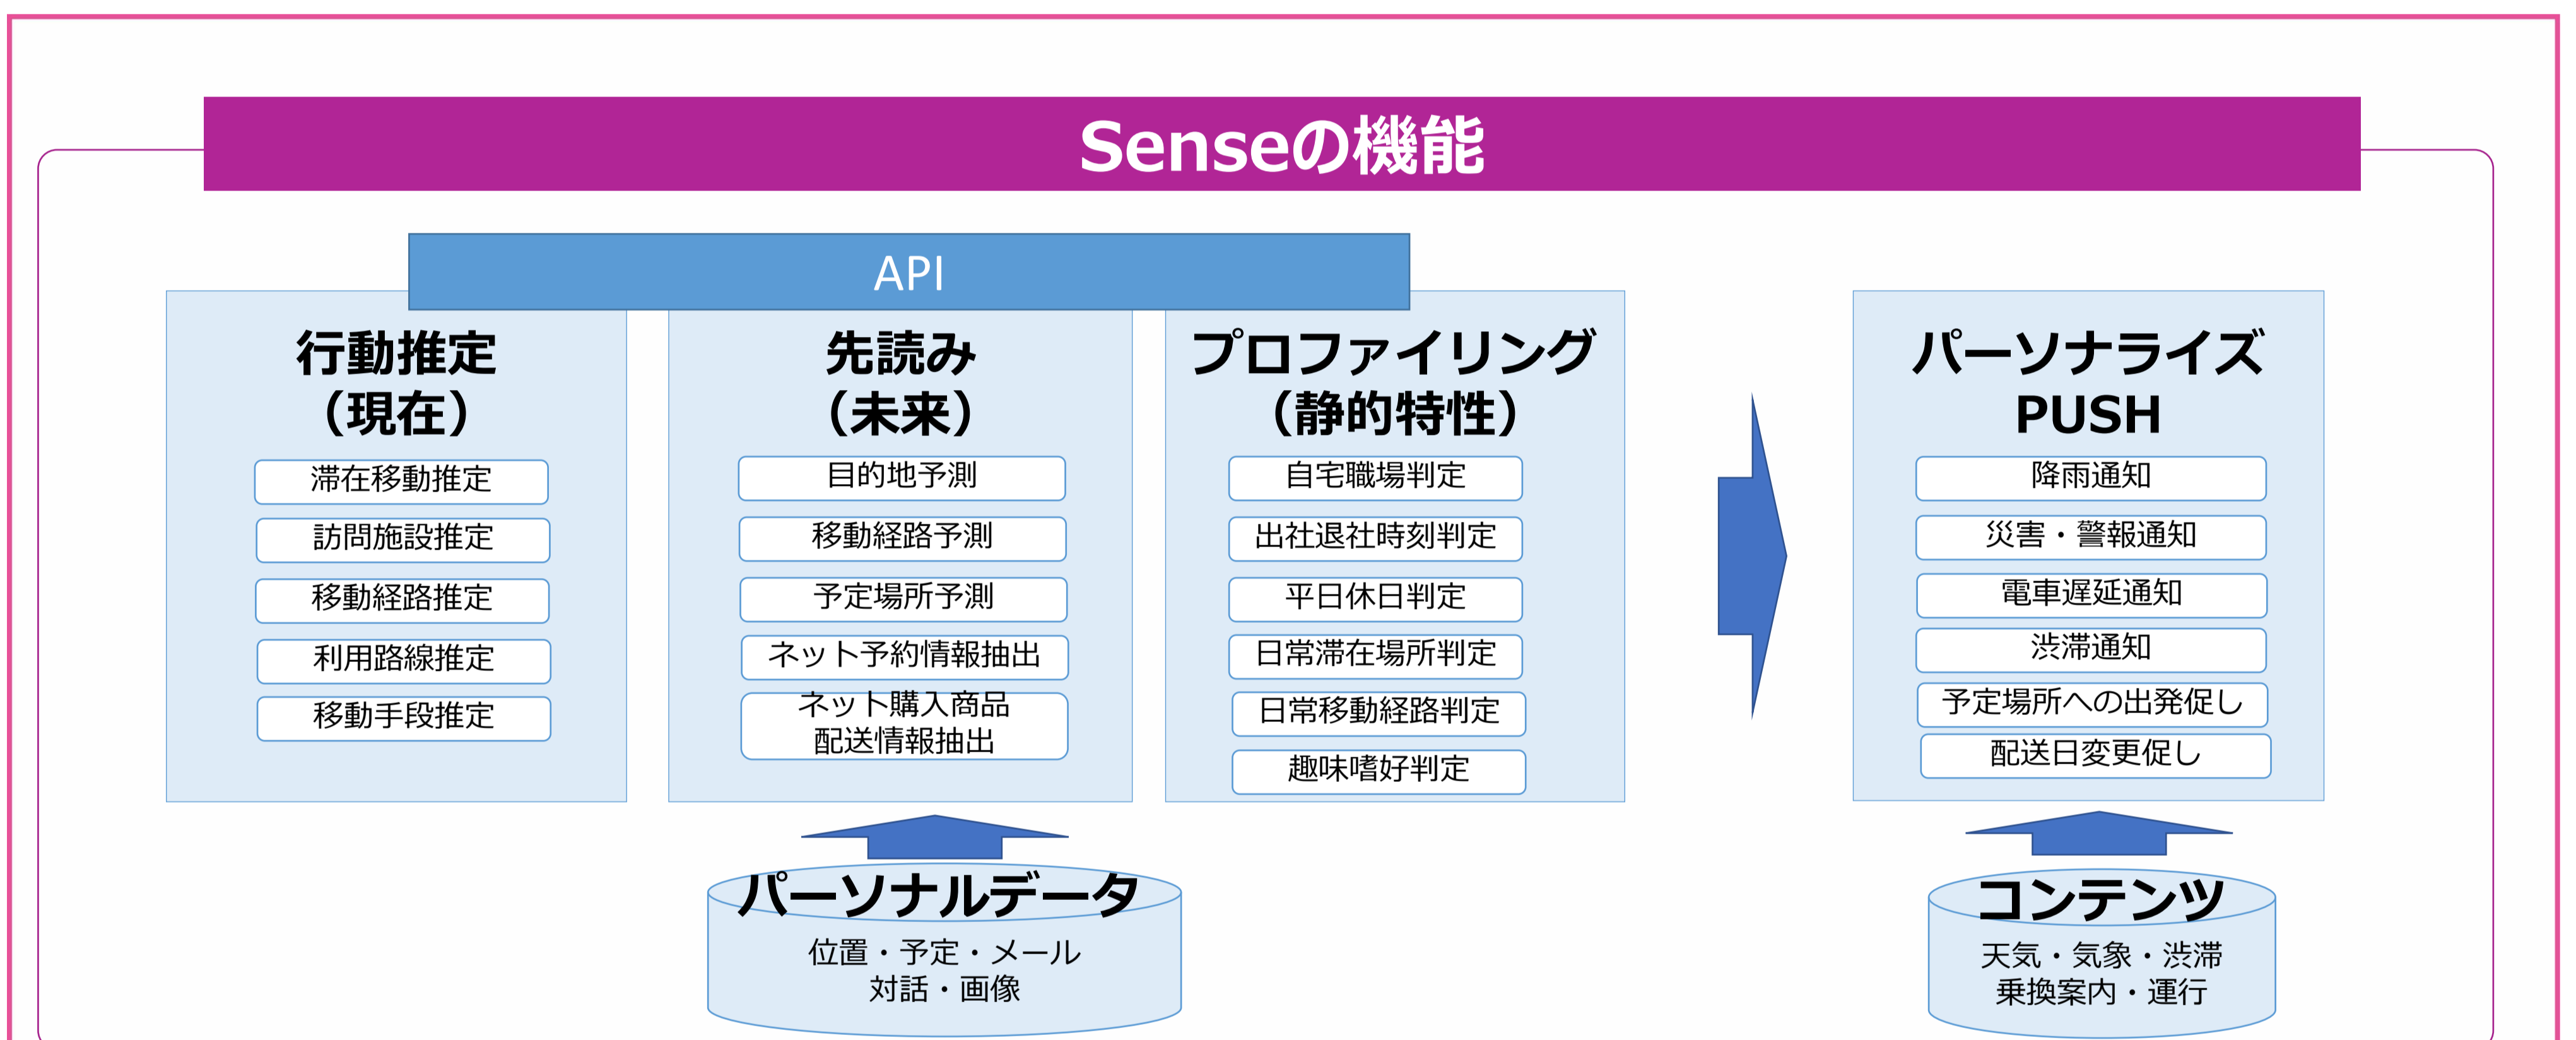 Senseの機能
API
行動推定
（現在）
滞在移動推定
訪問施設推定
移動経路推定
利用路線推定
移動手段推定
先読み
（未来）
目的地予測
移動経路予測
予定場所予測
ネット予約情報抽出
ネット購入商品
配送情報抽出
プロファイリング
（静的特性）
自宅職場判定
出社退社時刻判定
平日休日判定
日常滞在場所判定
日常移動経路判定
趣味嗜好判定
パーソナライズ
PUSH
降雨通知
災害・警報通知
電車遅延通知
渋滞通知
予定場所への出発促し
配送日変更促し
パーソナルデータ
位置・予定・メール
対話・画像
コンテンツ
天気・気象・渋滞
乗換案内・運行